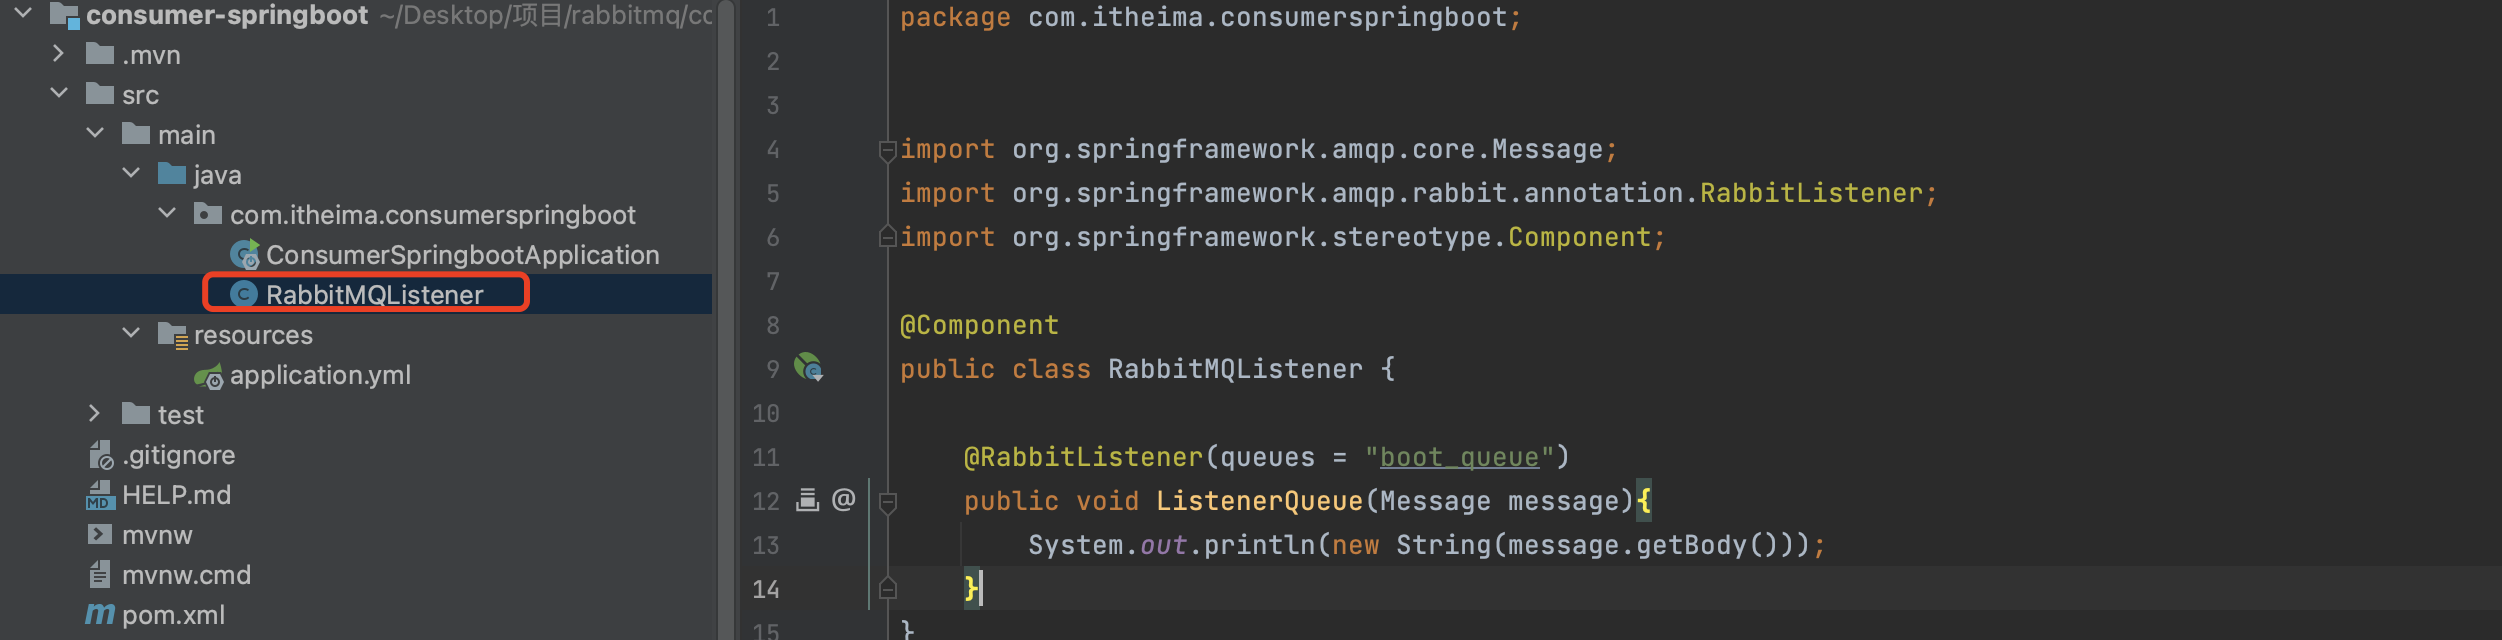 consumer-springboot ~/Desktop/项目/rabbitmq/cc
.mvn
src
main
java
com.itheima.consumerspringboot
ConsumerSpringbootApplication
RabbitMQListener
resources
application.yml
test
.gitignore
HELP.md
mvnw
mvnw.cmd
pom.xml
1 package com.itheima.consumerspringboot;
2
3
4 import org.springframework.amqp.core.Message;
5 import org.springframework.amqp.rabbit.annotation.RabbitListener;
6 import org.springframework.stereotype.Component;
7
8 @Component
9 public class RabbitMQListener {
10
11 @RabbitListener(queues = "boot_queue")
12 public void ListenerQueue(Message message){
13 System.out.println(new String(message.getBody()));
14 }
15 }